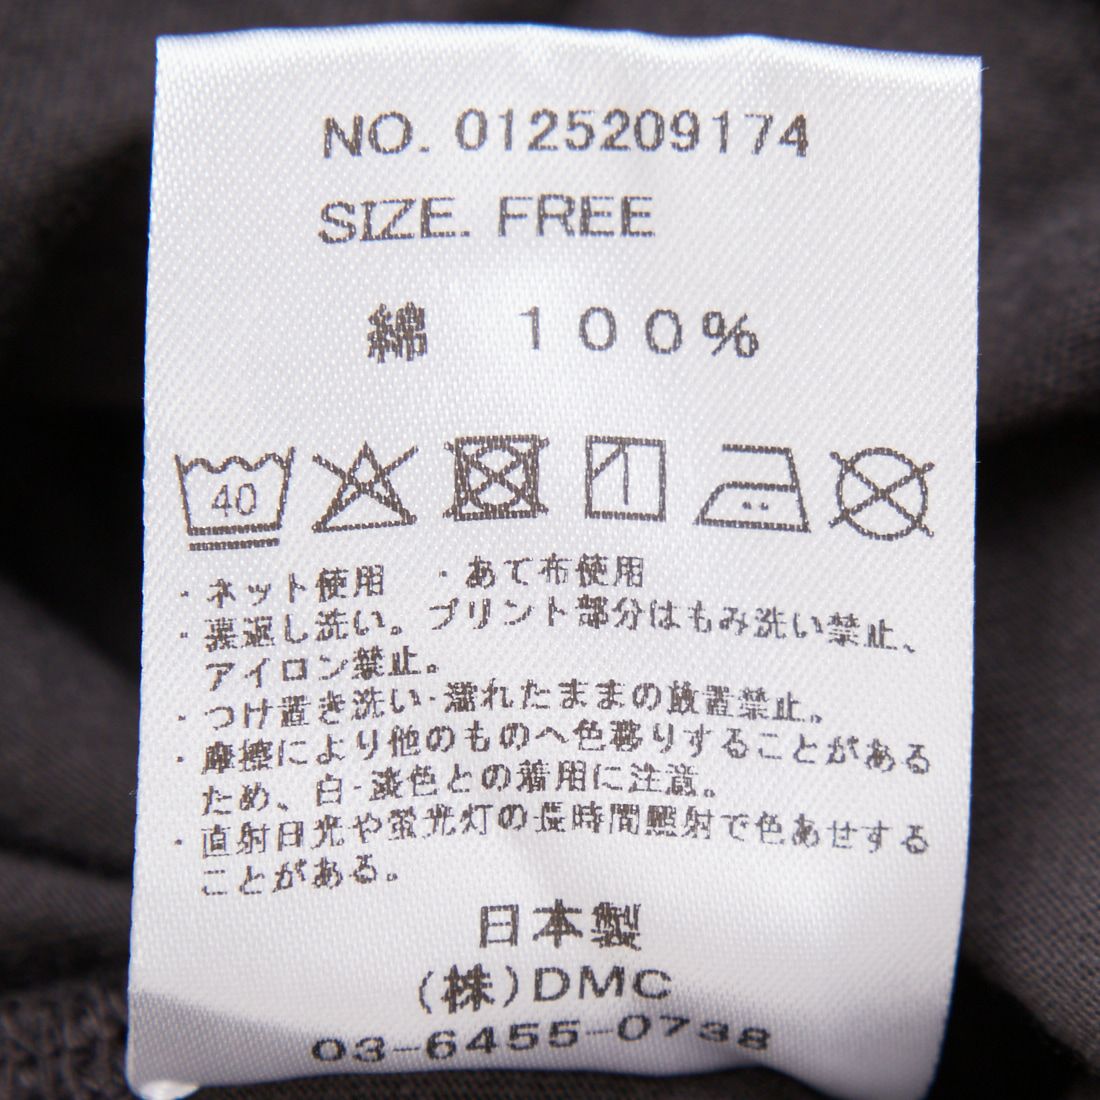 NO. 0125209174
SIZE. FREE
綿 100%
40
・ネット使用 ・あて布使用
・裏返し洗い。プリント部分はもみ洗い禁止、
アイロン禁止。
・つけ置き洗い・濡れたままの放置禁止。
・摩擦により他のものへ色移りすることがある
ため、白・淡色との着用に注意。
・直射日光や蛍光灯の長時間照射で色あせする
ことがある。
日本製
(株)DMC
03-6455-0738